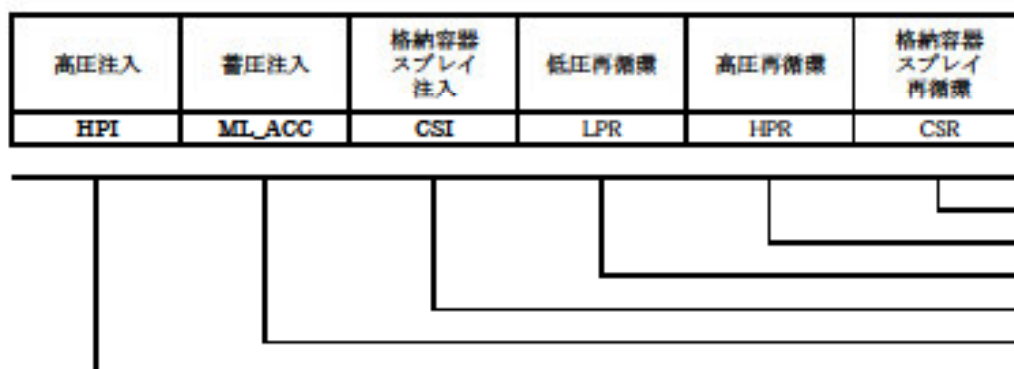 高圧注入
蓄圧注入
格納容器
スプレイ
注入
低圧再循環
高圧再循環
格納容器
スプレイ
再循環
HPI
ML_ACC
CSI
LPR
HPR
CSR